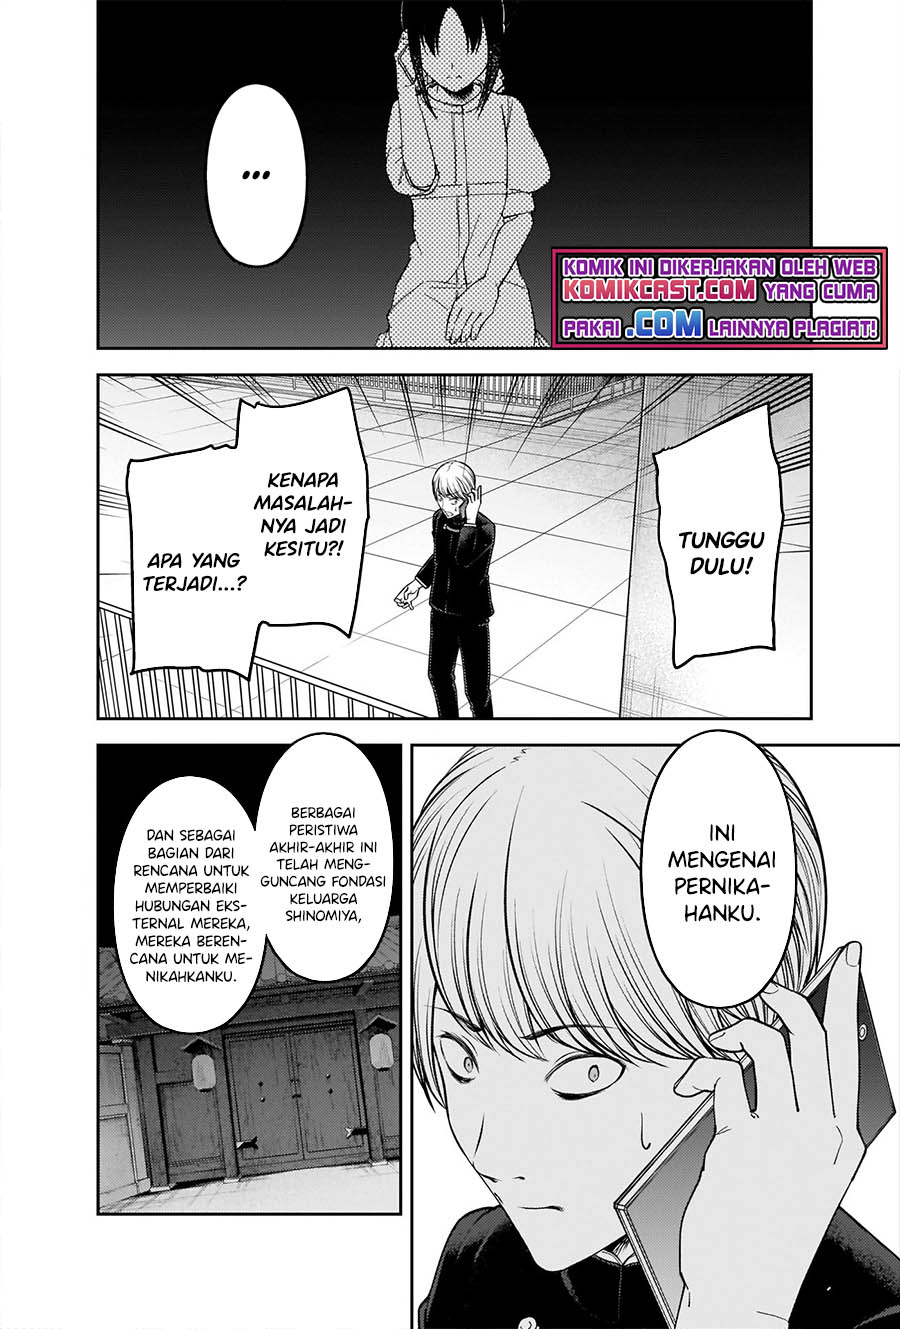 ...
KOMIK INI DIKERJAKAN OLEH WEB
KOMIKCAST.COM YANG CUMA
PAKAI .COM LAINNYA PLAGIAT!
TUNGGU
DULU!
KENAPA
MASALAH-
NYA JADI
KESITU?!
APA YANG
TERJADI...?
INI
MENGENAI
PERNIKA-
HANKU.
BERBAGAI
PERISTIWA
AKHIR-AKHIR INI
TELAH MENG-
GUNCANG FONDASI
KELUARGA
SHINOMIYA,
DAN SEBAGAI
BAGIAN DARI
RENCANA UNTUK
MEMPERBAIKI
HUBUNGAN EKS-
TERNAL MEREKA,
MEREKA BEREN-
CANA UNTUK ME-
NIKAHKANKU.